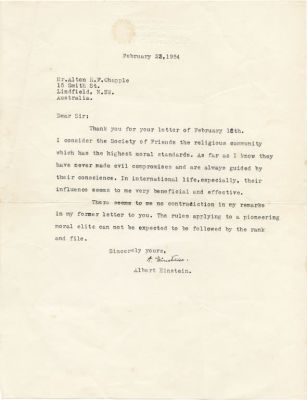 February 23,1954
Mr.Alton H.P.Chapple
15 Smith St.
Lindfield, N.SW.
Australia.
Dear Sir:
Thank you for your letter of February 16th.
I consider the Society of Friends the religious community
which has the highest moral standards. As far as I know they
have never made evil compromises and are always guided by
their conscience. In international life,especially, their
influence seems to me very beneficial and effective.
There seems to me no contradiction in my remarks
in my former letter to you. The rules applying to a pioneering
moral elite can not be expected to be followed by the rank
and file.
Sincerely yours,
A. Einstein.
Albert Einstein.